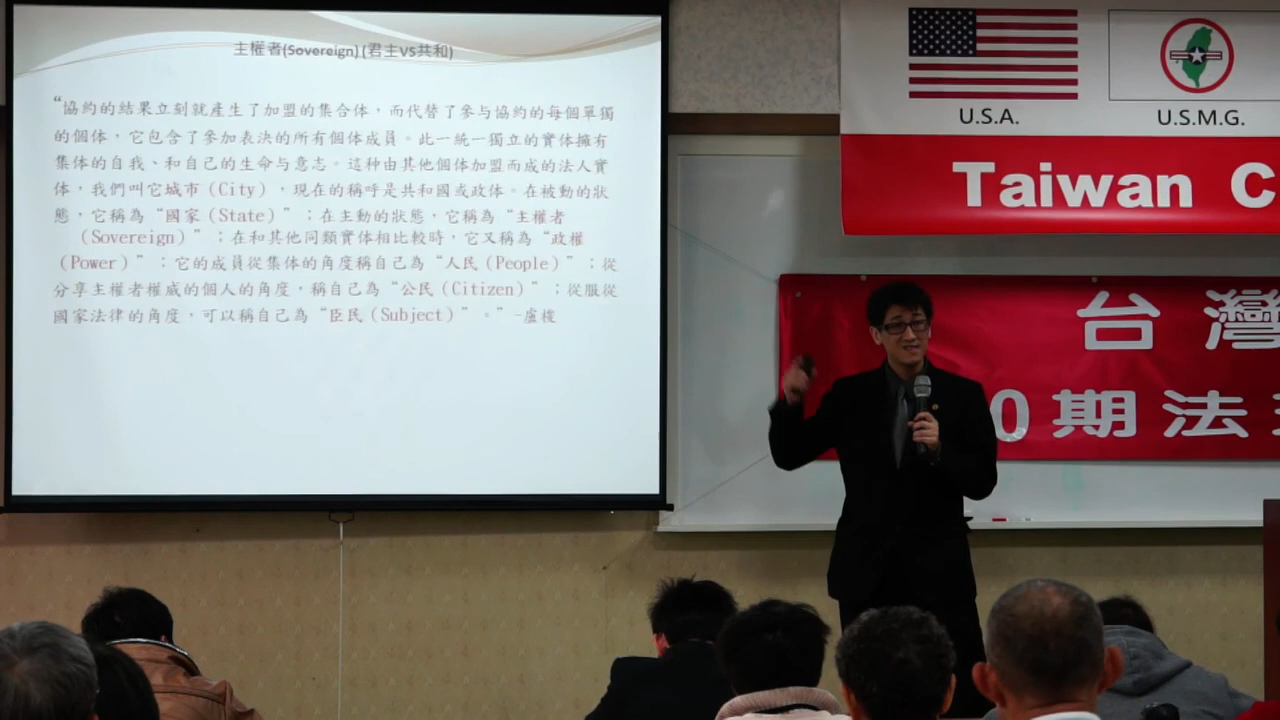 主權者(Sovereign) (君主VS共和)
“協約的結果立刻就產生了加盟的集合体，而代替了參与協約的每個單獨
的個体，它包含了參加表決的所有個体成員。此一統一獨立的實体擁有
集体的自我、和自己的生命与意志。這种由其他個体加盟而成的法人實
体，我們叫它城市（City），現在的稱呼是共和國或政体。在被動的狀
態，它稱為“國家（State）”；在主動的狀態，它稱為“主權者
（Sovereign）”；在和其他同類實体相比較時，它又稱為“政權
（Power）”；它的成員從集体的角度稱自己為“人民（People）”；從
分享主權者權威的個人的角度，稱自己為“公民（Citizen）”；從服從
國家法律的角度，可以稱自己為“臣民（Subject）”。”-盧梭
U.S.A.
U.S.M.G.
Taiwan C
台灣
0期法